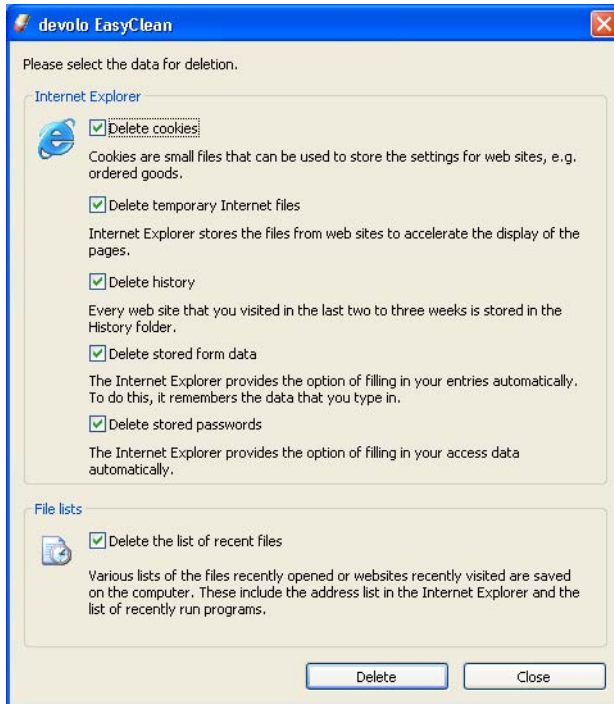 devolo EasyClean
Please select the data for deletion.
Internet Explorer
Delete cookies
Cookies are small files that can be used to store the settings for web sites, e.g.
ordered goods.
Delete temporary Internet files
Internet Explorer stores the files from web sites to accelerate the display of the
pages.
Delete history
Every web site that you visited in the last two to three weeks is stored in the
History folder.
Delete stored form data
The Internet Explorer provides the option of filling in your entries automatically.
To do this, it remembers the data that you type in.
Delete stored passwords
The Internet Explorer provides the option of filling in your access data
automatically.
File lists
Delete the list of recent files
Various lists of the files recently opened or websites recently visited are saved
on the computer. These include the address list in the Internet Explorer and the
list of recently run programs.
Delete
Close